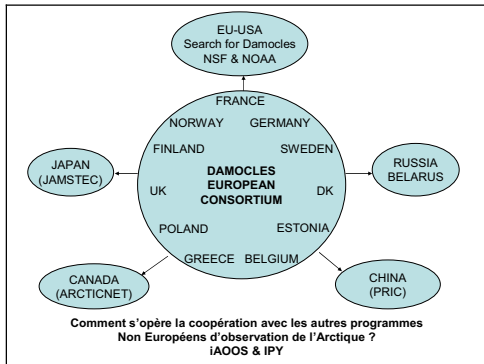 EU-USA
Search for Damocles
NSF & NOAA
FRANCE
NORWAY GERMANY
FINLAND SWEDEN
JAPAN
(JAMSTEC)
DAMOCLES
EUROPEAN
CONSORTIUM
UK DK
RUSSIA
BELARUS
POLAND ESTONIA
GREECE BELGIUM
CANADA
(ARCTICNET)
CHINA
(PRIC)
Comment s'opère la coopération avec les autres programmes
Non Européens d'observation de l'Arctique ?
iAOOS & IPY